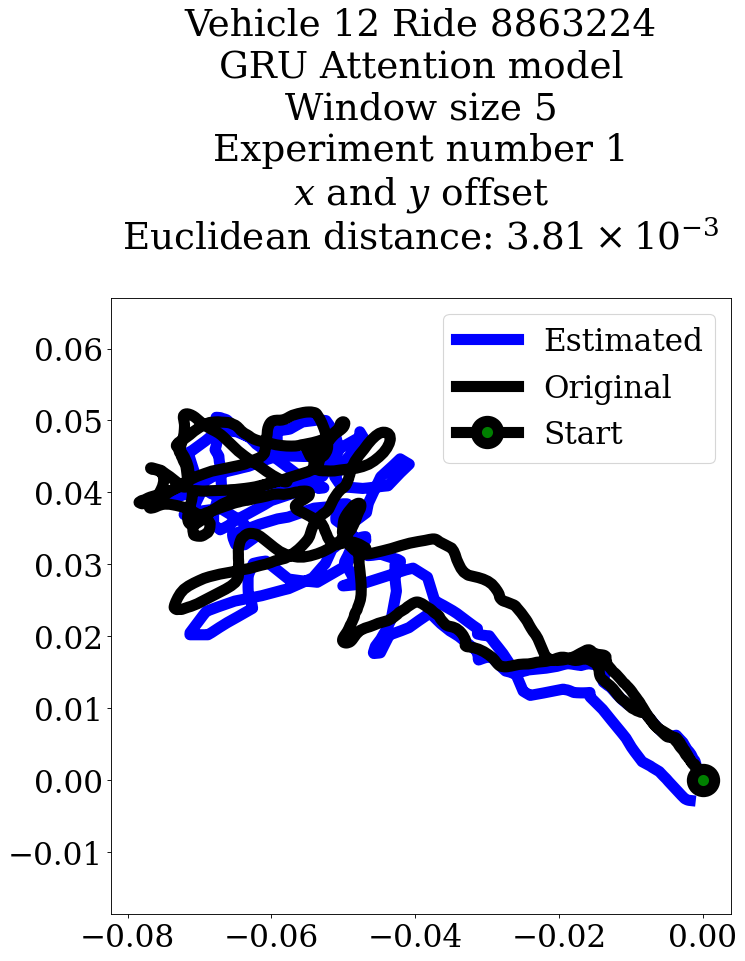 Vehicle 12 Ride 8863224
GRU Attention model
Window size 5
Experiment number 1
x and y offset
Euclidean distance: 3.81 × 10⁻³
Estimated
Original
Start
0.06
0.05
0.04
0.03
0.02
0.01
0.00
−0.01
−0.08 −0.06 −0.04 −0.02 0.00